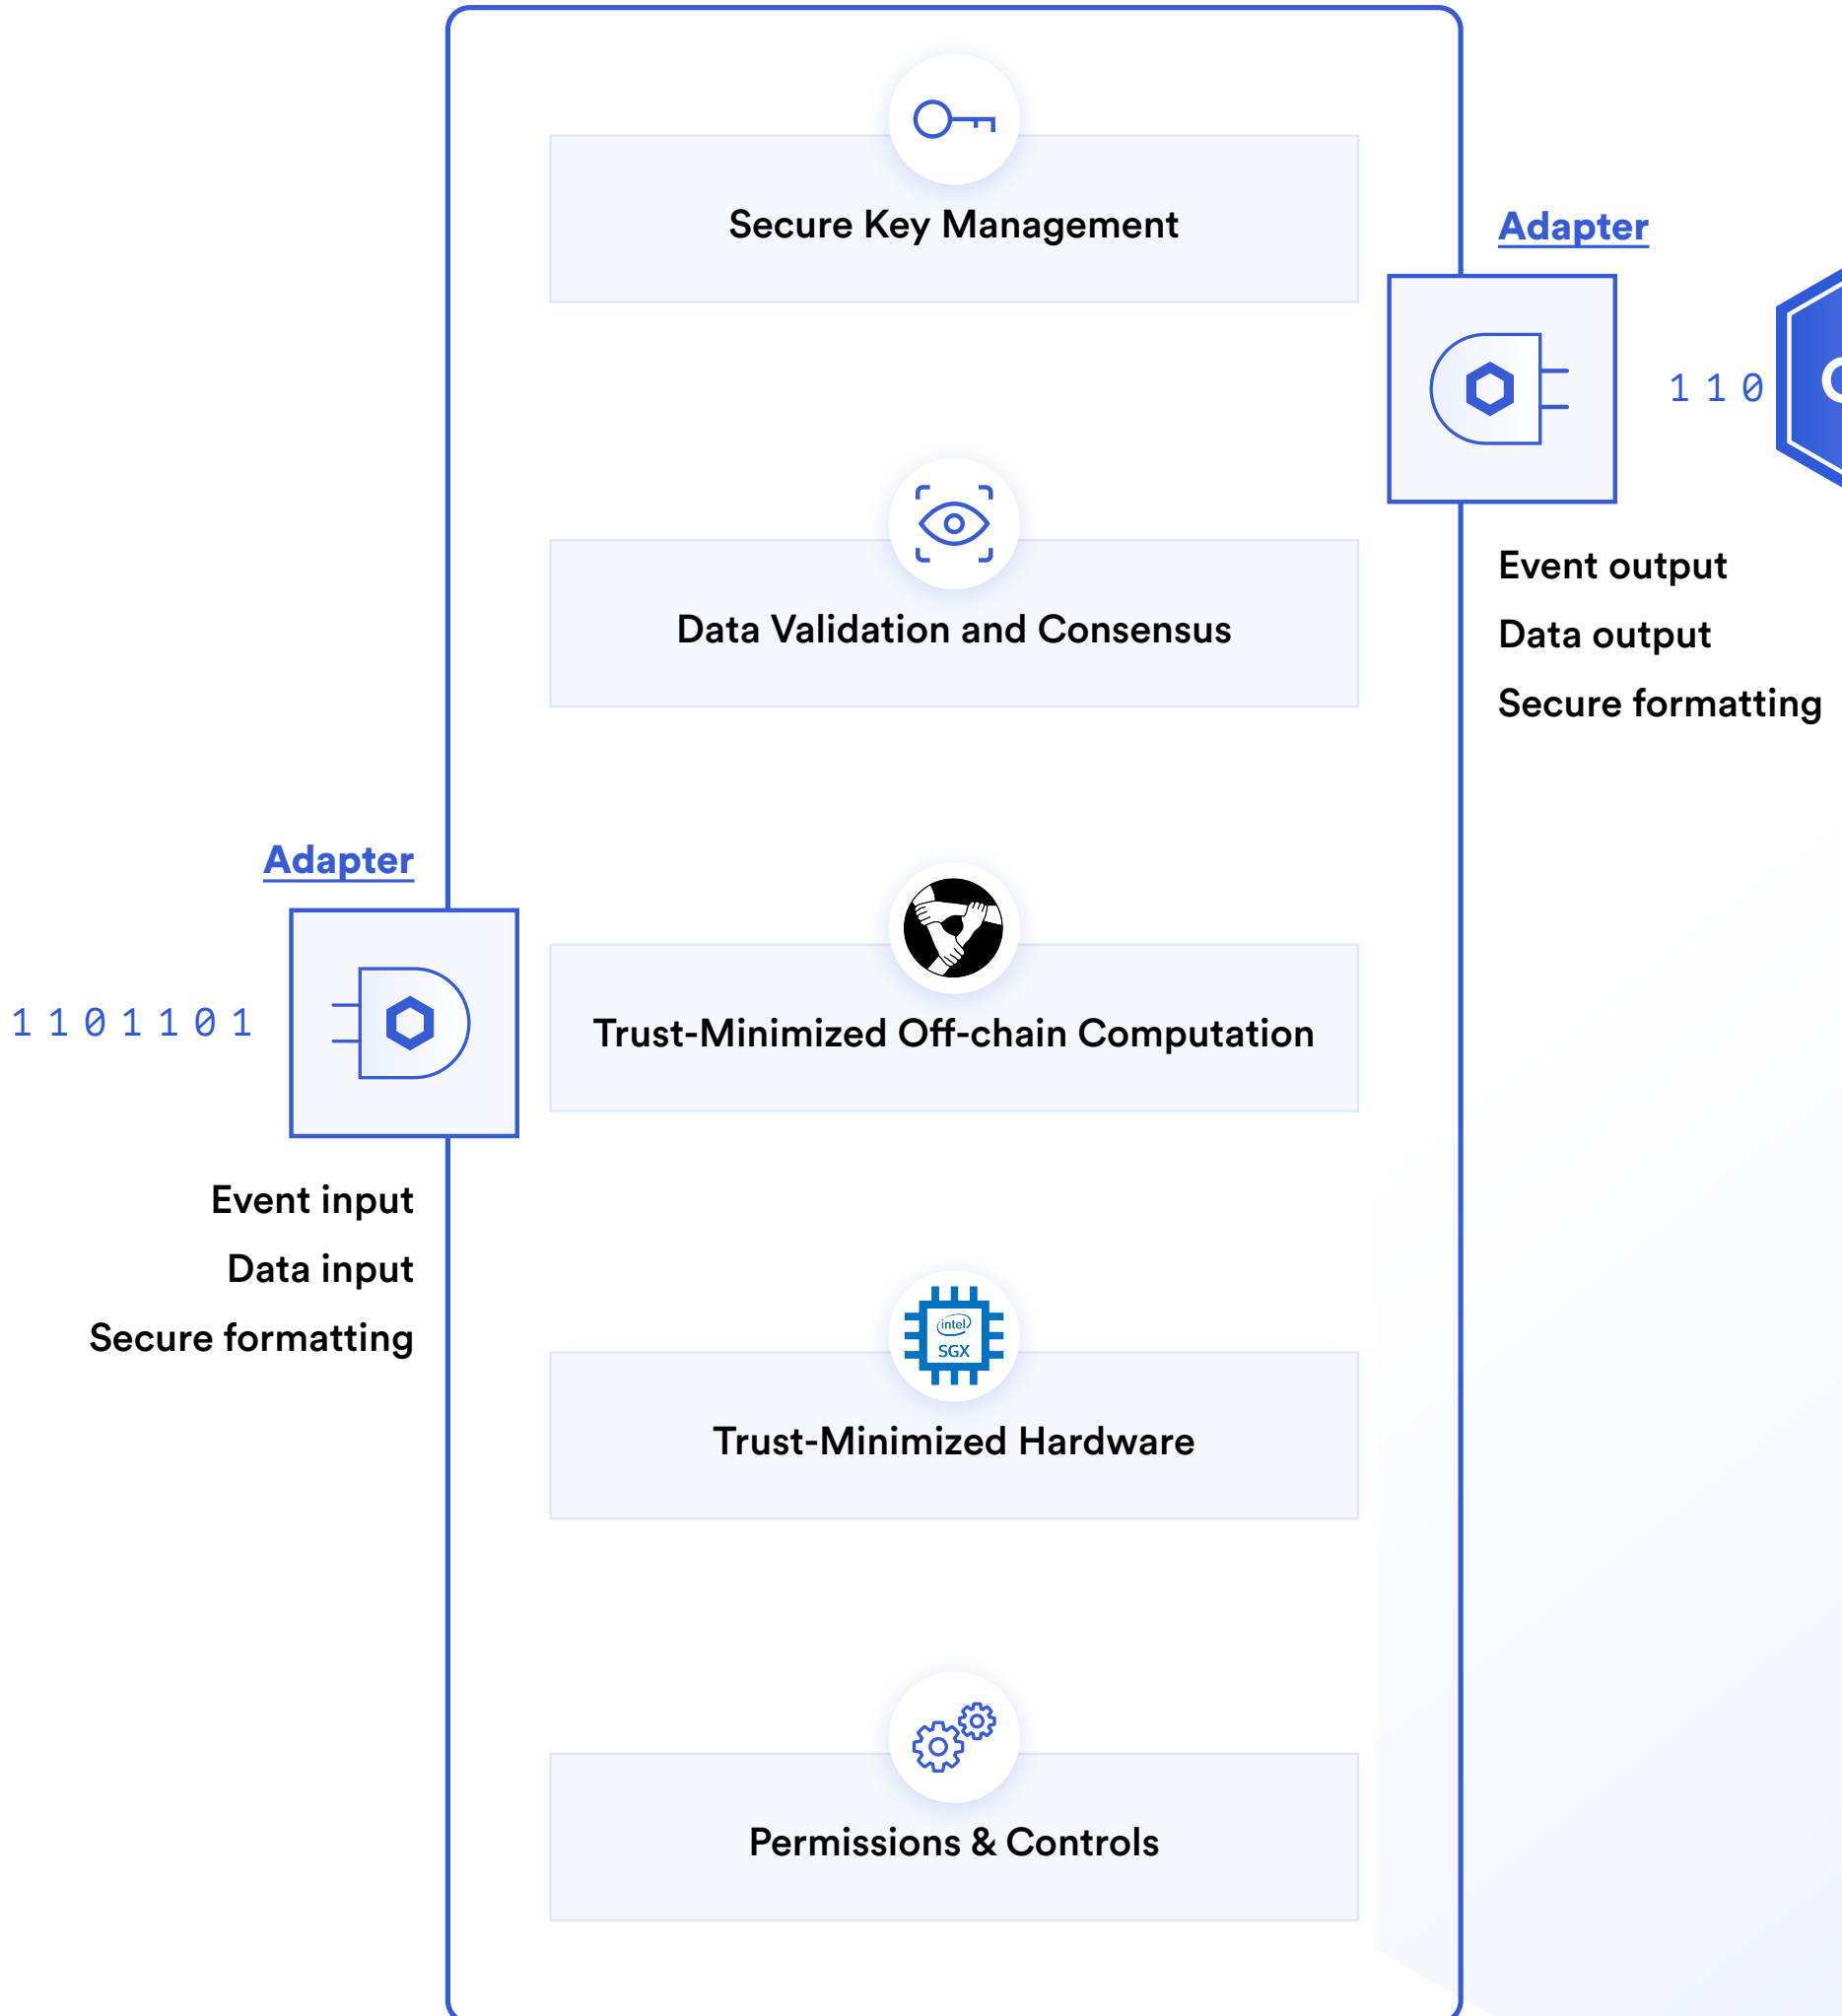 Secure Key Management
Adapter
110
Data Validation and Consensus
Event output
Data output
Secure formatting
Adapter
1101101
Trust-Minimized Off-chain Computation
Event input
Data input
Secure formatting
intel
SGX
Trust-Minimized Hardware
Permissions & Controls